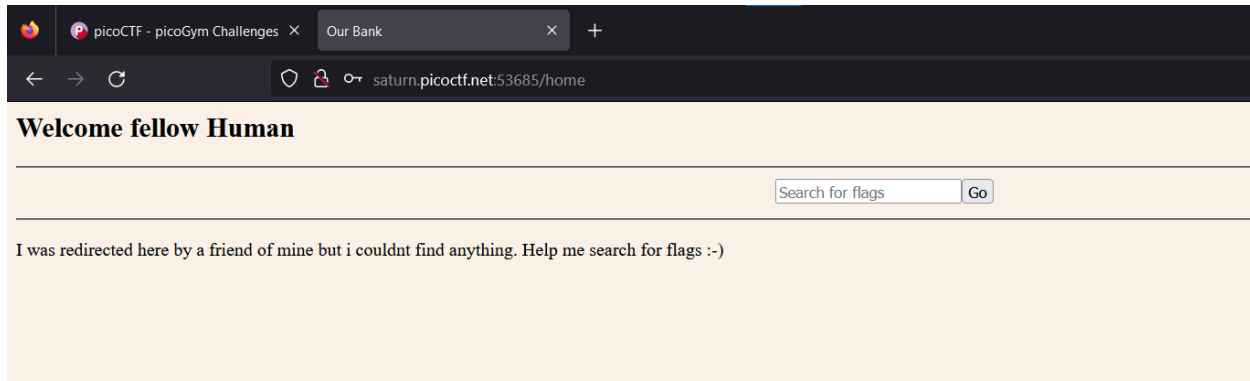 picoCTF - picoGym Challenges
Our Bank
saturn.picoctf.net:53685/home
Welcome fellow Human
Search for flags
Go
I was redirected here by a friend of mine but i couldnt find anything. Help me search for flags :-)